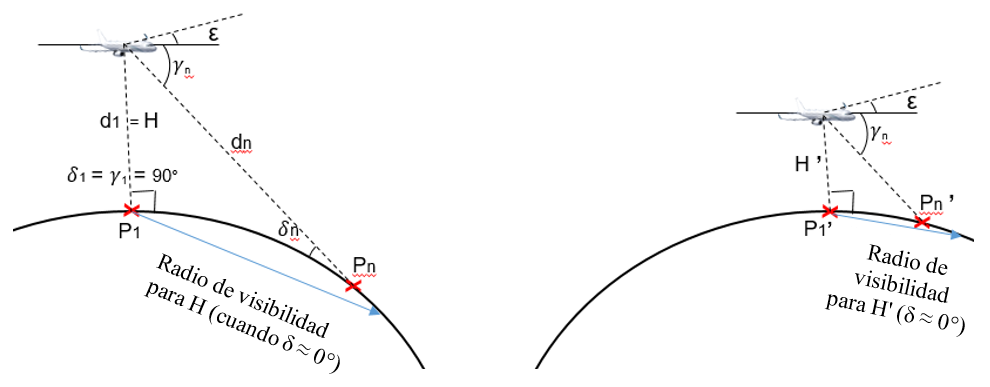 ε
γn
d1 = H
dn
δ1 = γ1 = 90°
δn
P1
Pn
Radio de visibilidad
para H (cuando δ ≈ 0°)
ε
γn
H '
Pn '
P1'
Radio de
visibilidad
para H' (δ ≈ 0°)